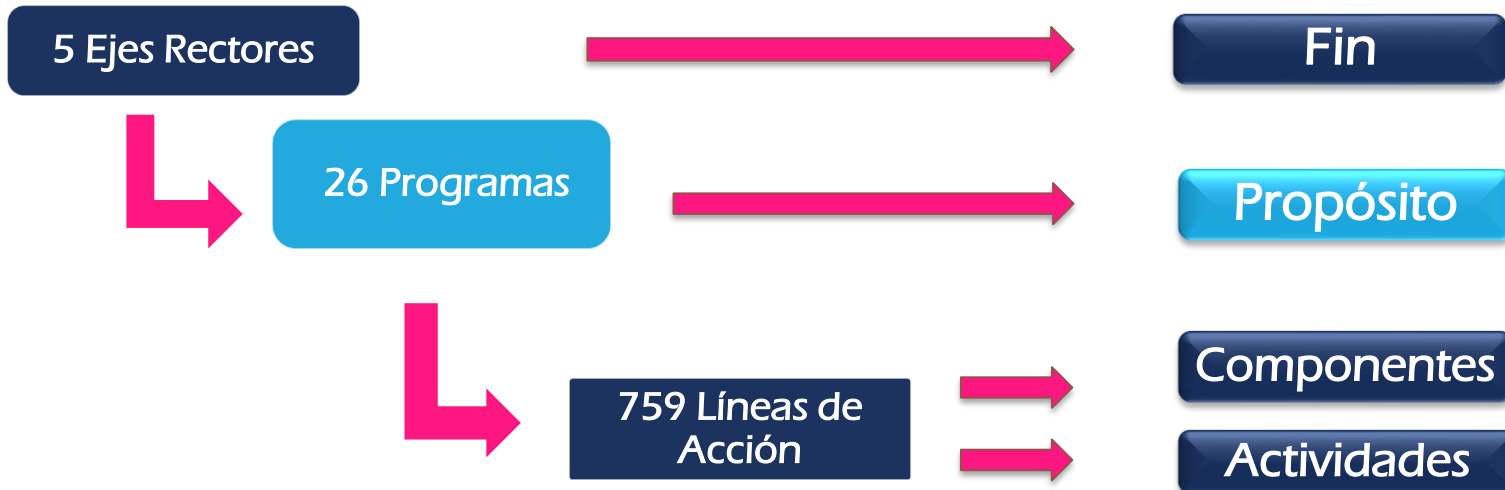 5 Ejes Rectores
Fin
26 Programas
Propósito
759 Líneas de
Acción
Componentes
Actividades